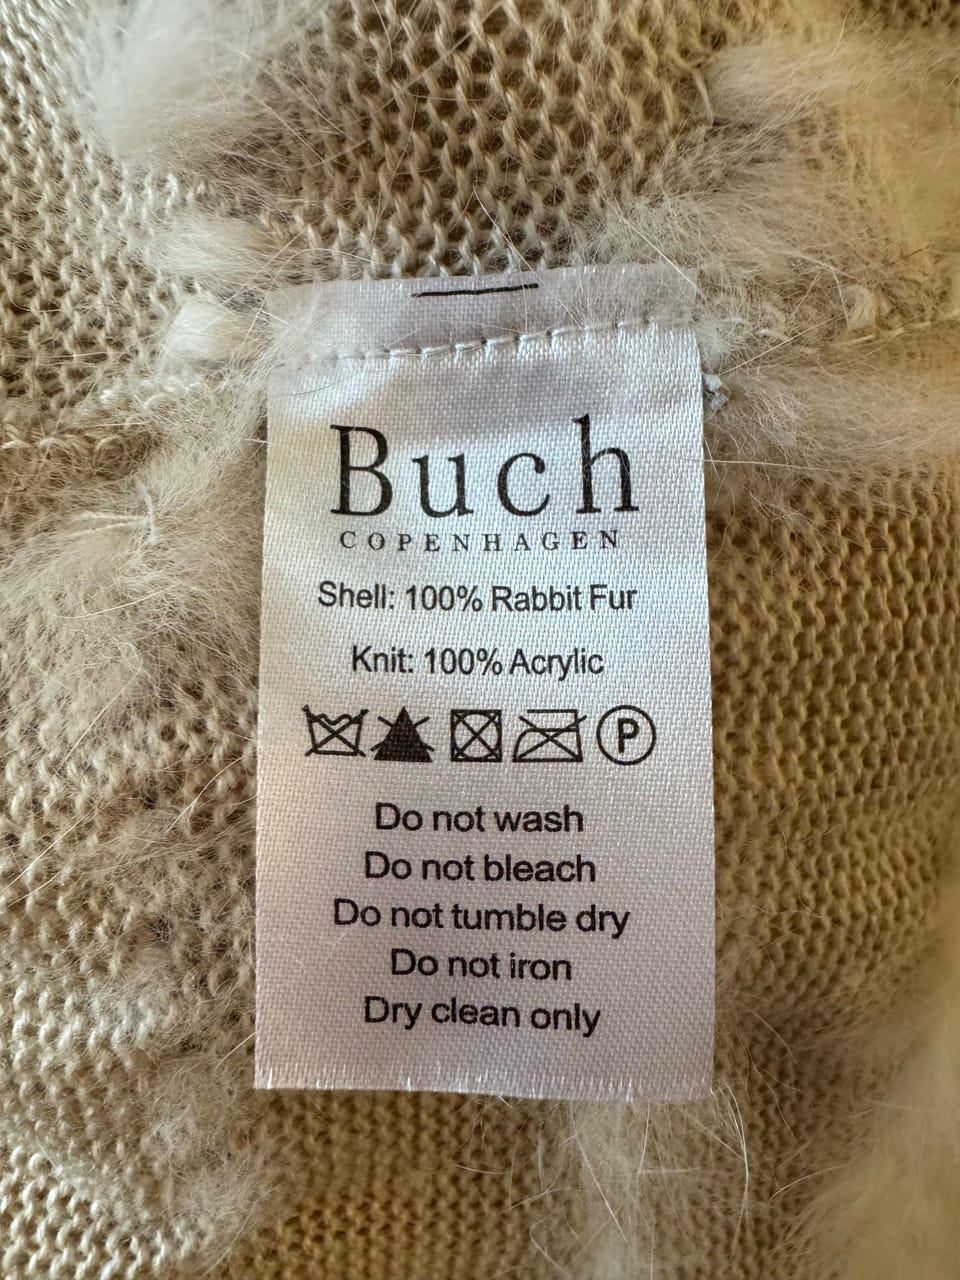 Buch
COPENHAGEN
Shell: 100% Rabbit Fur
Knit: 100% Acrylic
P
Do not wash
Do not bleach
Do not tumble dry
Do not iron
Dry clean only